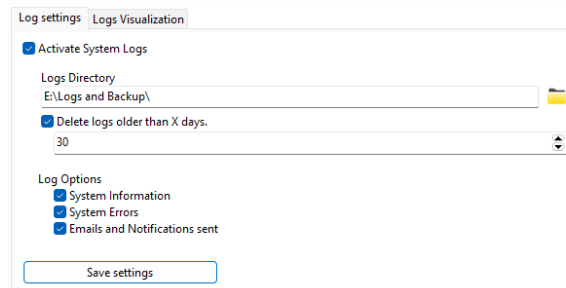 Log settings Logs Visualization
Activate System Logs
Logs Directory
E:\Logs and Backup\
Delete logs older than X days.
30
Log Options
System Information
System Errors
Emails and Notifications sent
Save settings